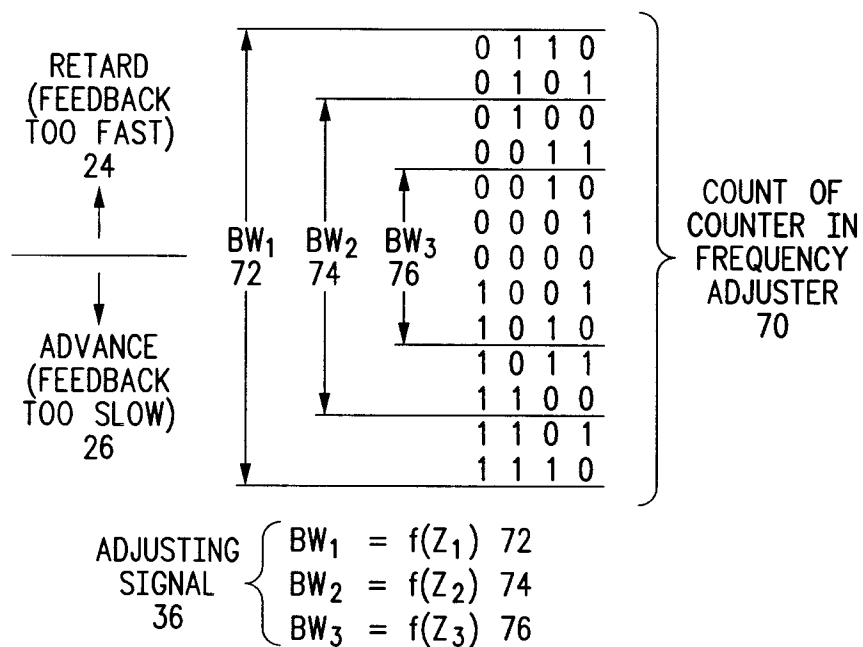 RETARD
(FEEDBACK
TOO FAST)
24
ADVANCE
(FEEDBACK
TOO SLOW)
26
BW1
72
BW2
74
BW3
76
0 1 1 0
0 1 0 1
0 1 0 0
0 0 1 1
0 0 1 0
0 0 0 1
0 0 0 0
1 0 0 1
1 0 1 0
1 0 1 1
1 1 0 0
1 1 0 1
1 1 1 0
COUNT OF
COUNTER IN
FREQUENCY
ADJUSTER
70
ADJUSTING
SIGNAL
36
BW1 = f(Z1) 72
BW2 = f(Z2) 74
BW3 = f(Z3) 76